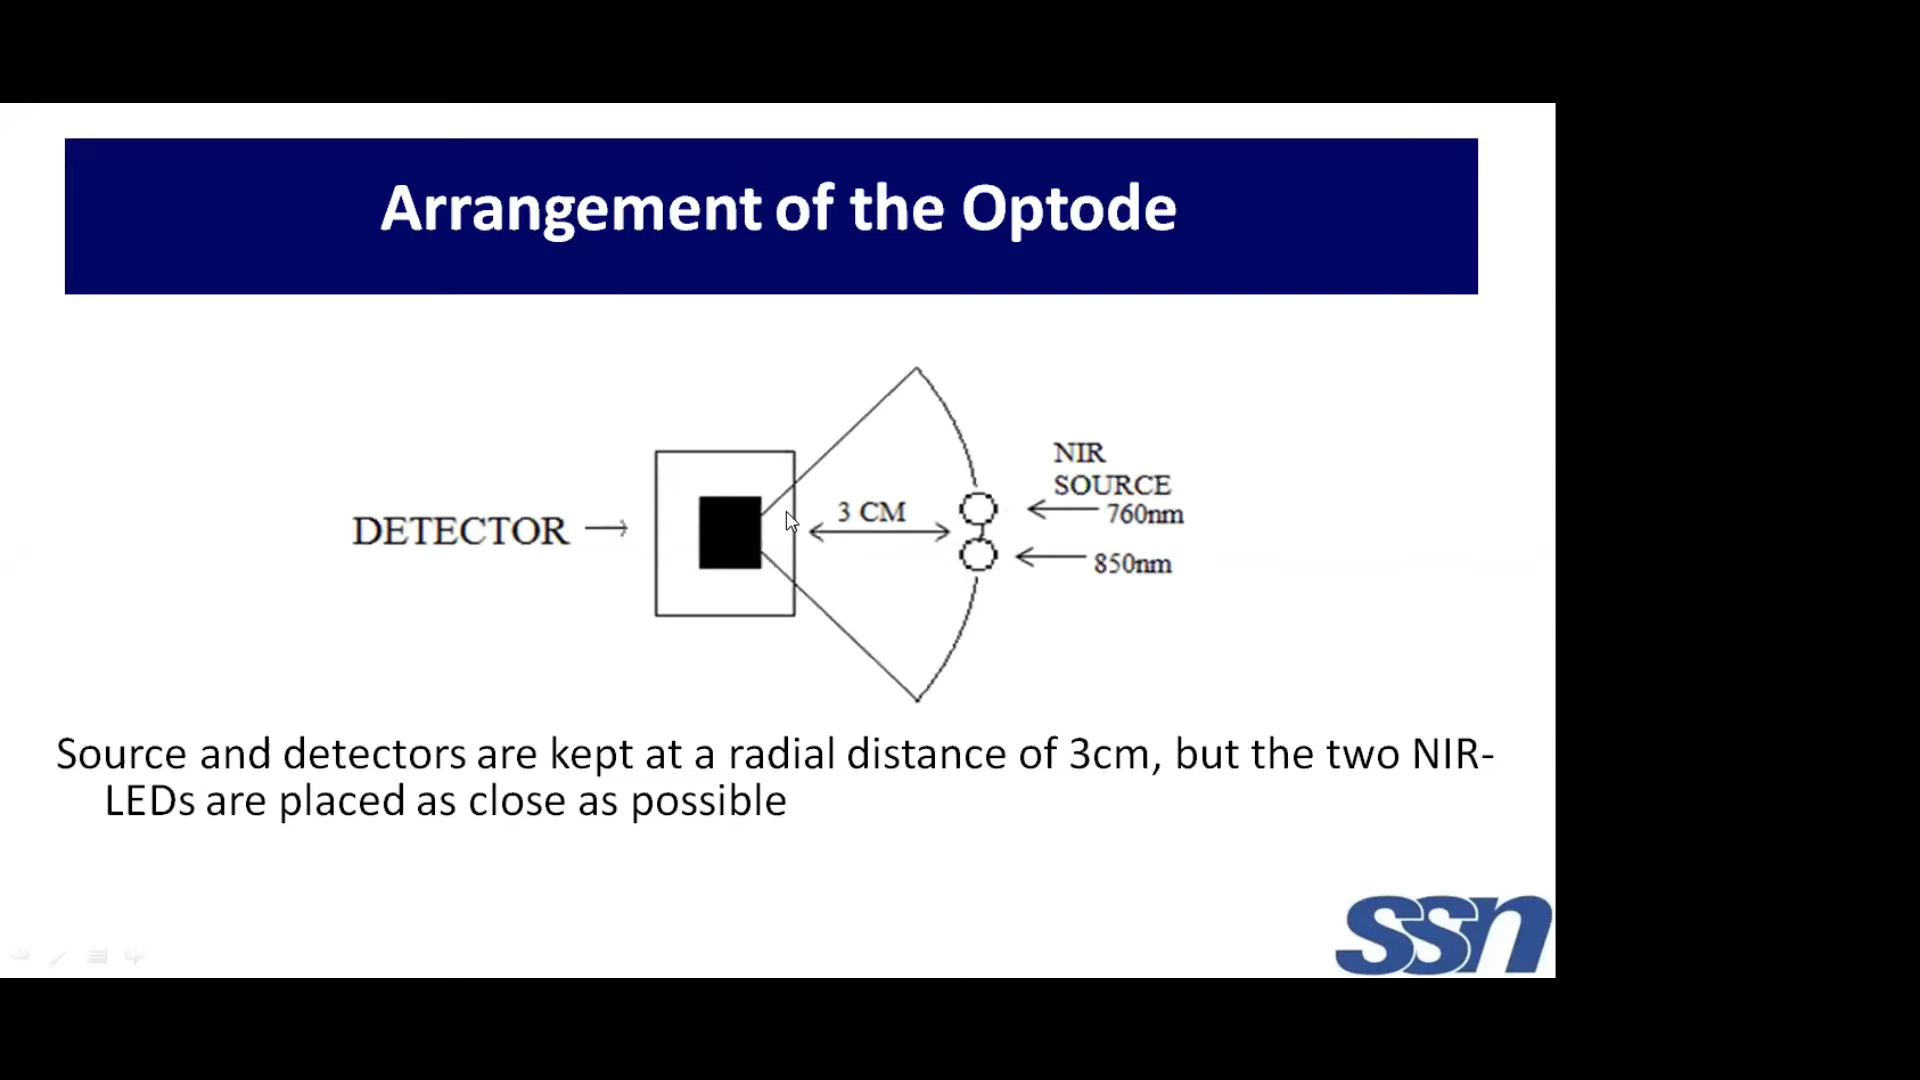 Arrangement of the Optode
NIR
SOURCE
3 CM
760nm
DETECTOR
850nm
Source and detectors are kept at a radial distance of 3cm, but the two NIR-
LEDs are placed as close as possible
ssn